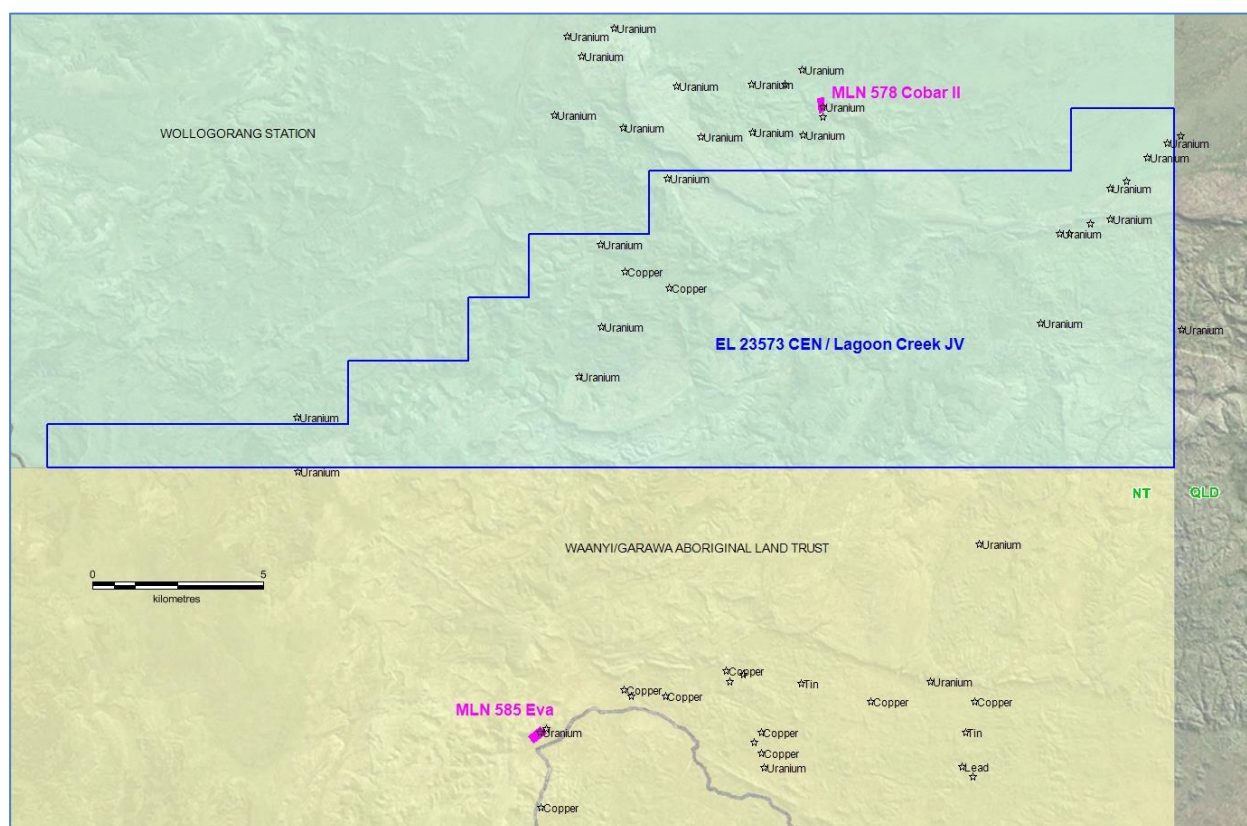 Uranium
Uranium
Uranium
Uranium
Uranium
Uranium
MLN 578 Cobar II
Uranium
Uranium
Uranium
WOLLOGORANG STATION
Uranium
Uranium
Uranium
Uranium
Uranium
Uranium
Uranium
Uranium
Uranium
Uranium
Uranium
Copper
Copper
Uranium
Uranium
Uranium
EL 23573 CEN / Lagoon Creek JV
Uranium
Uranium
Uranium
NT
QLD
WAANYI/GARAWA ABORIGINAL LAND TRUST
Uranium
0
5
kilometres
Copper
Tin
Uranium
Copper
Copper
Copper
Copper
MLN 585 Eva
Uranium
Copper
Tin
Copper
Uranium
Lead
Copper